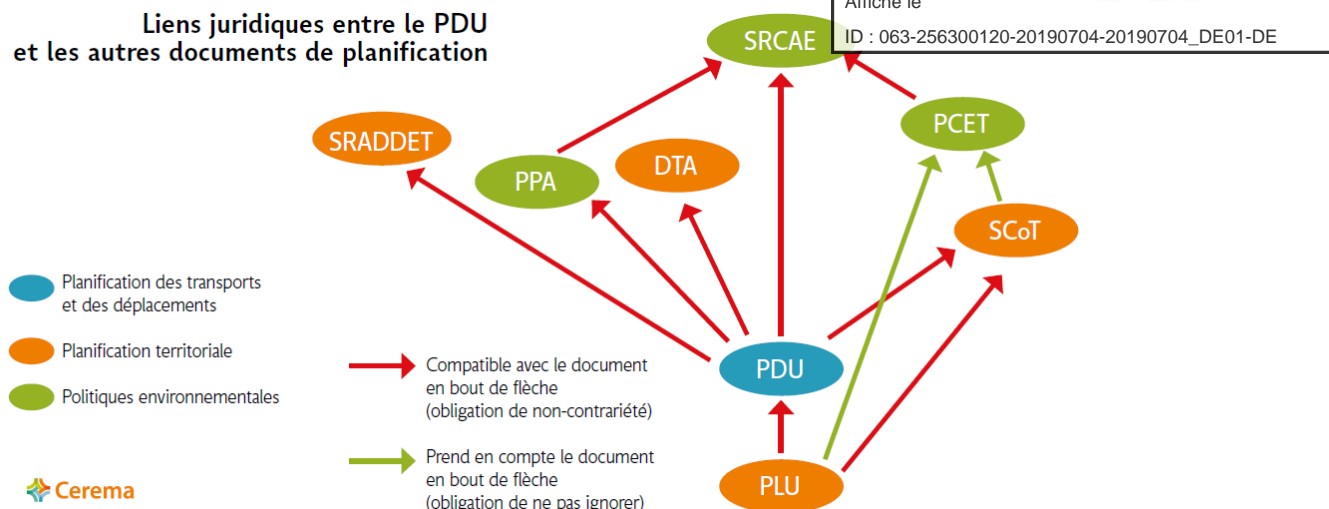 Liens juridiques entre le PDU
et les autres documents de planification
Affiché le
ID : 063-256300120-20190704-20190704_DE01-DE
SRCAE
PCET
SRADDET
DTA
PPA
SCoT
Planification des transports
et des déplacements
Planification territoriale
Politiques environnementales
Compatible avec le document
en bout de flèche
(obligation de non-contrariété)
PDU
Prend en compte le document
en bout de flèche
(obligation de ne pas ignorer)
PLU
Cerema